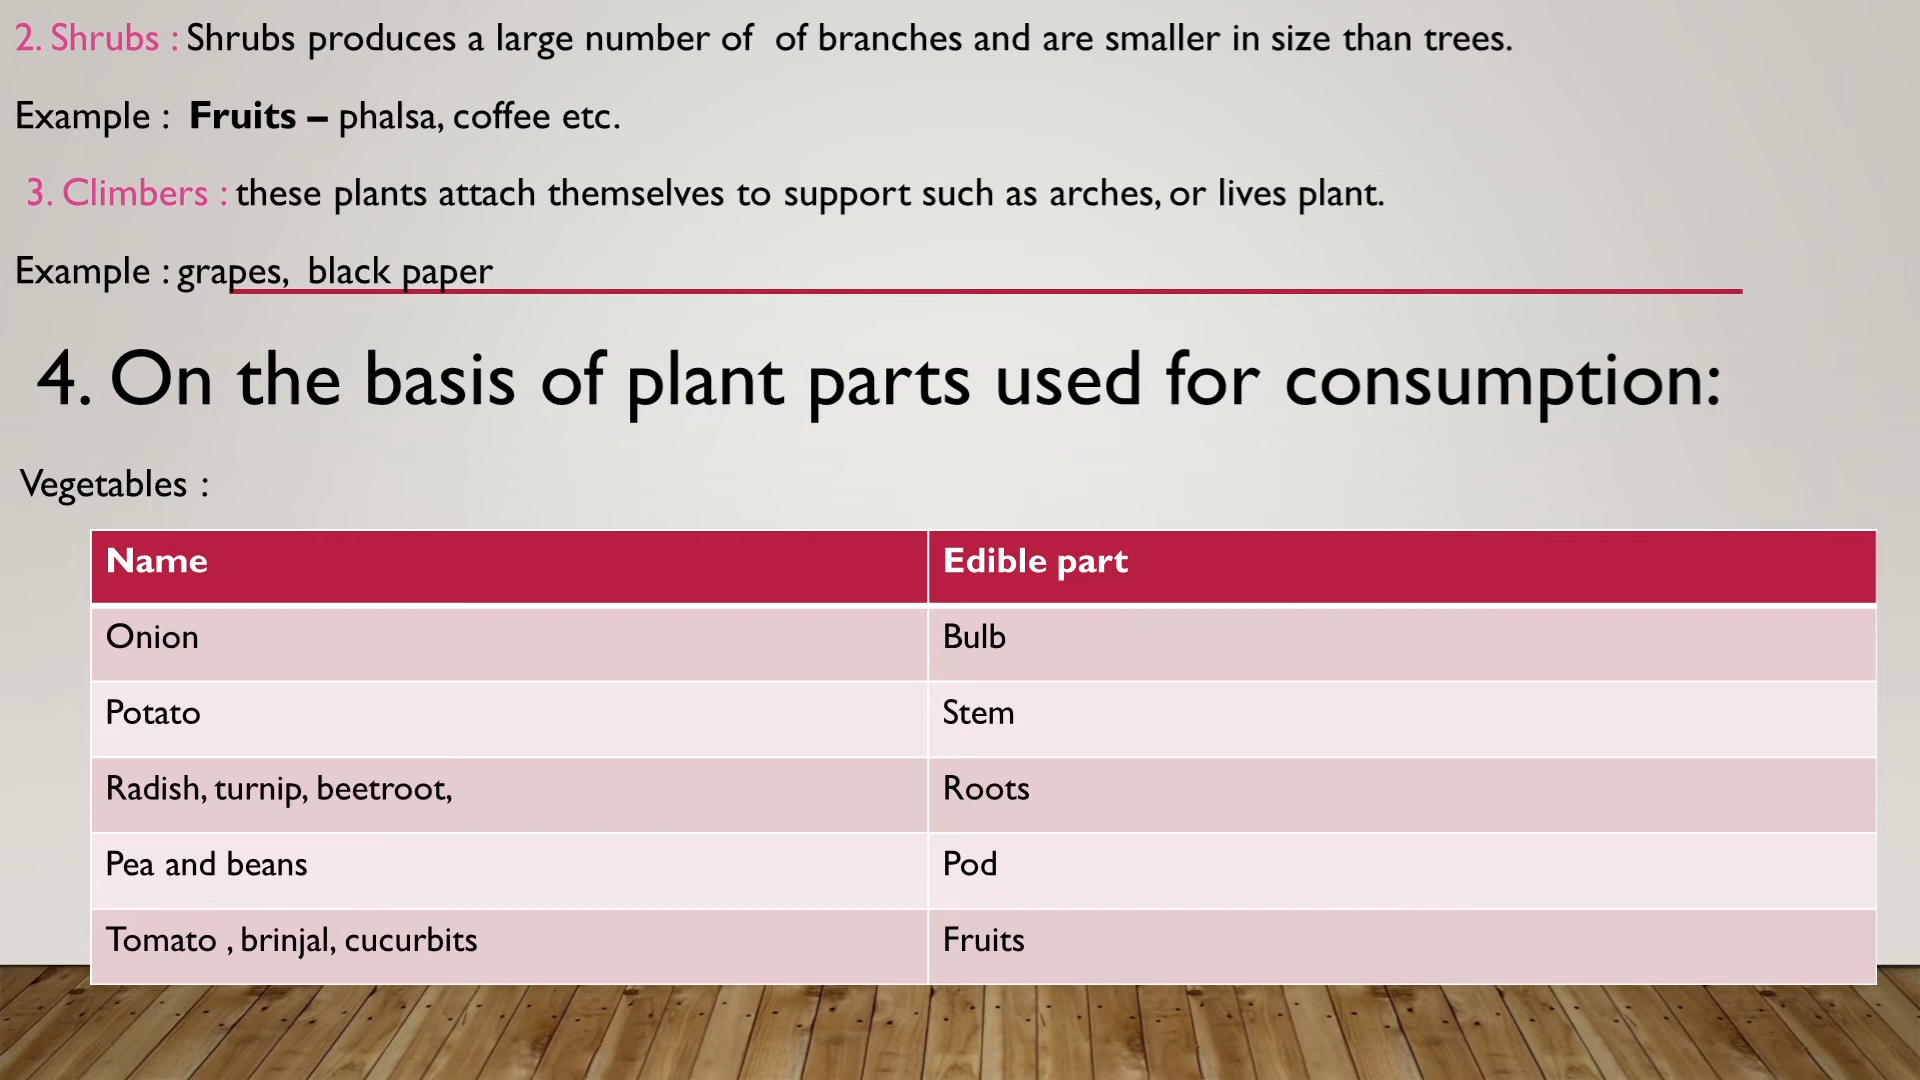 2. Shrubs : Shrubs produces a large number of  of branches and are smaller in size than trees.
Example :  Fruits – phalsa, coffee etc.
3. Climbers : these plants attach themselves to support such as arches, or lives plant.
Example : grapes,  black paper
4. On the basis of plant parts used for consumption:
Vegetables :
Name Edible part
Onion Bulb
Potato Stem
Radish, turnip, beetroot, Roots
Pea and beans Pod
Tomato , brinjal, cucurbits Fruits